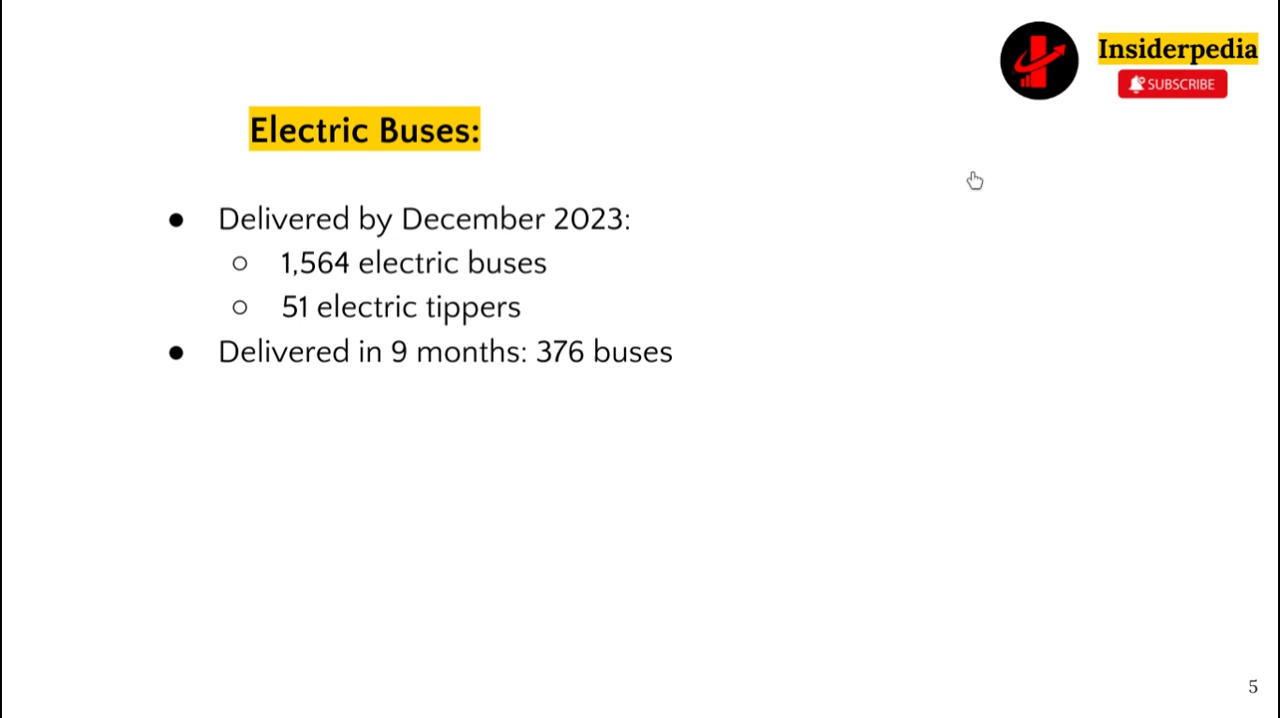 Insiderpedia
SUBSCRIBE
Electric Buses:
● Delivered by December 2023:
○ 1,564 electric buses
○ 51 electric tippers
● Delivered in 9 months: 376 buses
5